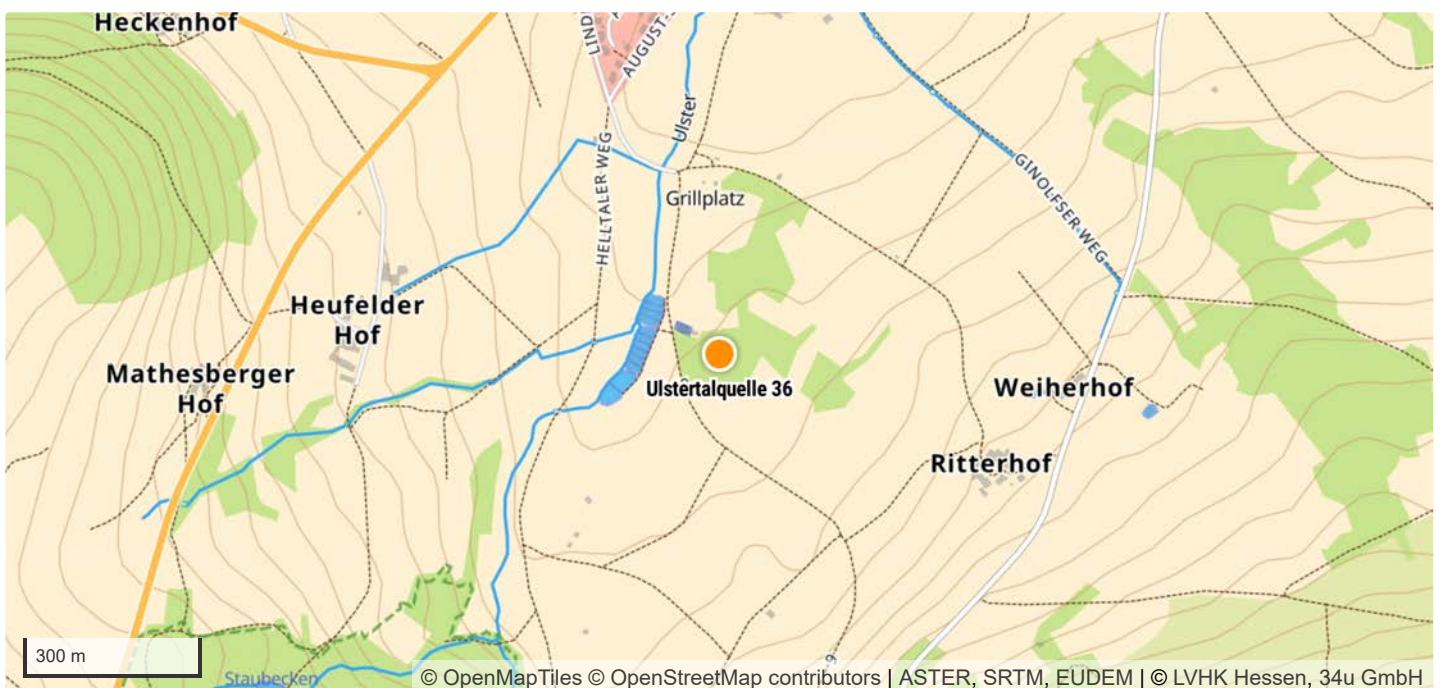 Heckenhof
LIND
AUGUST-
Ulster
HELLTALER WEG
Grillplatz
GINOLFSER WEG
Heufelder
Hof
Mathesberger
Hof
Ulstertalquelle 36
Weiherhof
Ritterhof
9
300 m
Staubecken
© OpenMapTiles © OpenStreetMap contributors | ASTER, SRTM, EUDEM | © LVHK Hessen, 34u GmbH